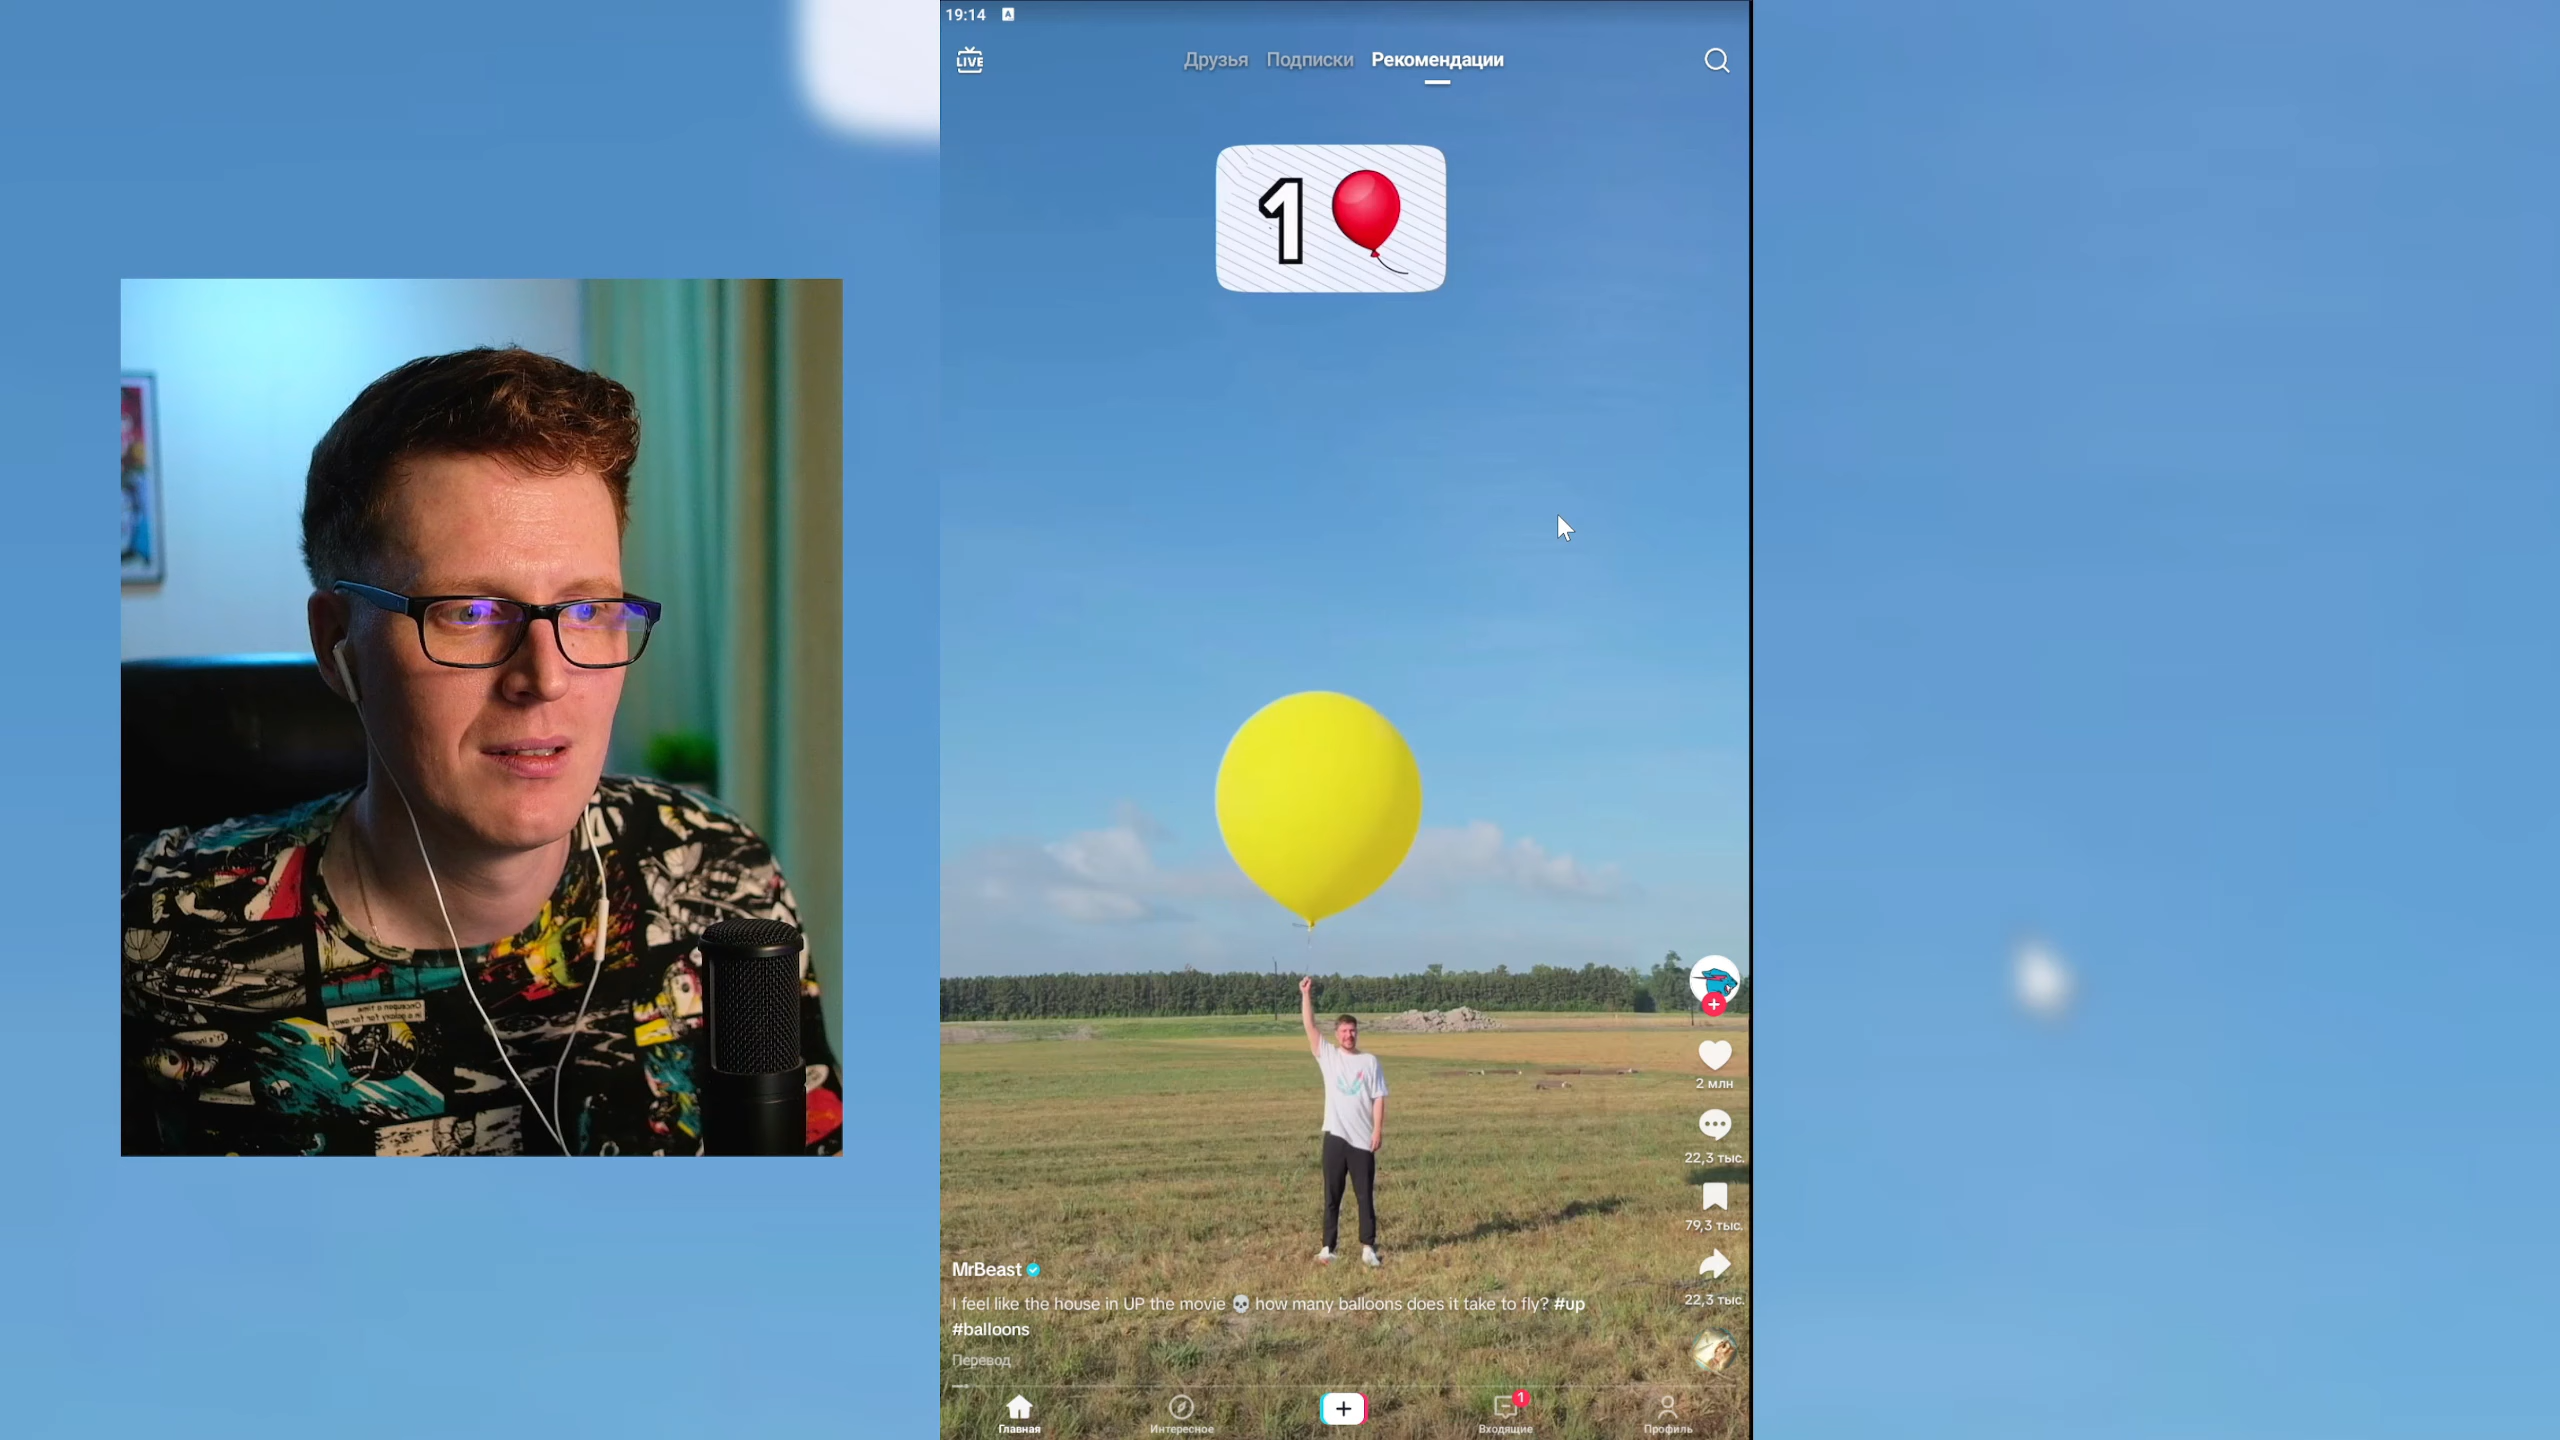 19:14
A
LIVE
Друзья Подписки Рекомендации
1
2 млн
22,3 тыс.
79,3 тыс.
22,3 тыс.
MrBeast
I feel like the house in UP the movie 💀 how many balloons does it take to fly? #up
#balloons
Перевод
1
Главная Интересное Входящие Профиль